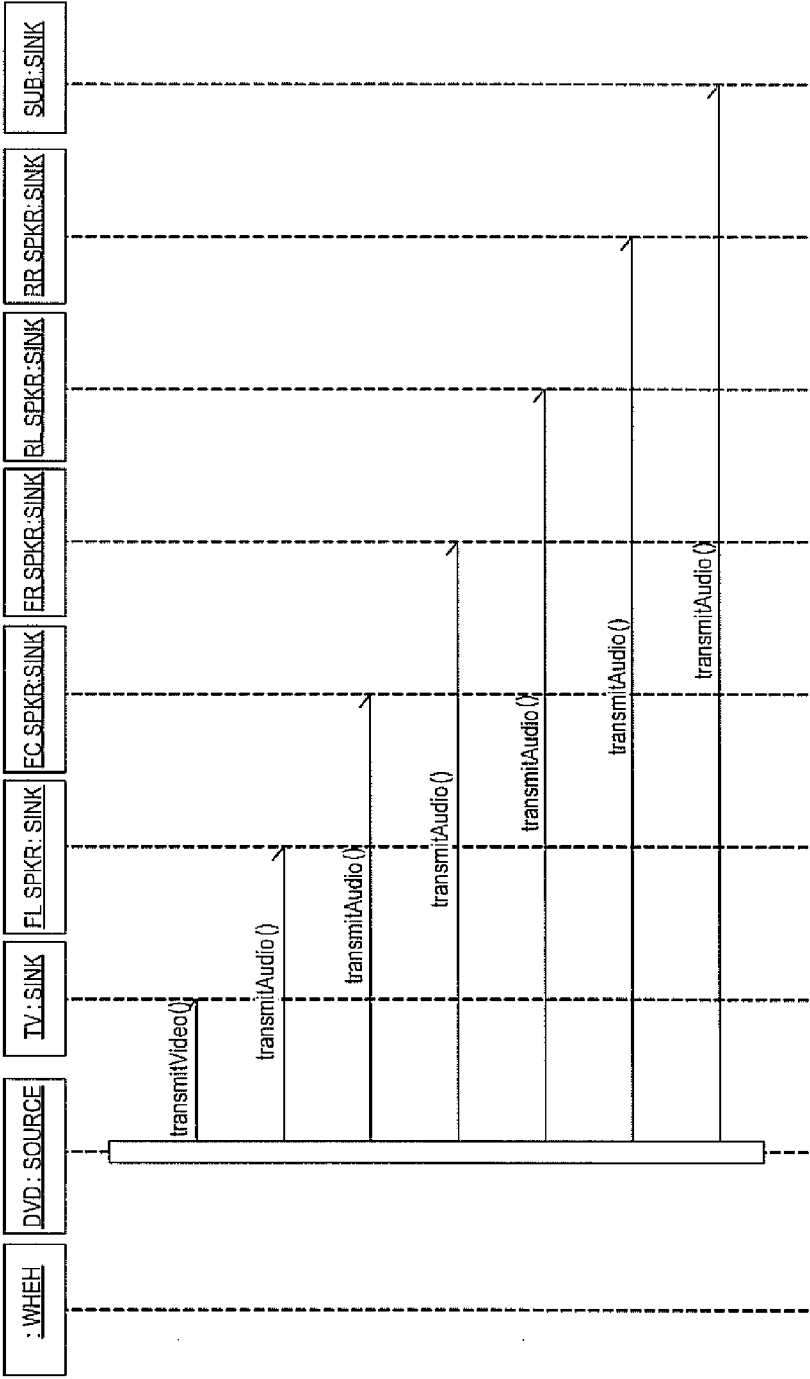 : WHEH
DVD: SOURCE
TV: SINK
FL SPKR: SINK
FC SPKR:SINK
FR SPKR:SINK
RL SPKR:SINK
RR SPKR:SINK
SUB: SINK
transmitVideo()
transmitAudio()
transmitAudio()
transmitAudio()
transmitAudio()
transmitAudio()
transmitAudio()